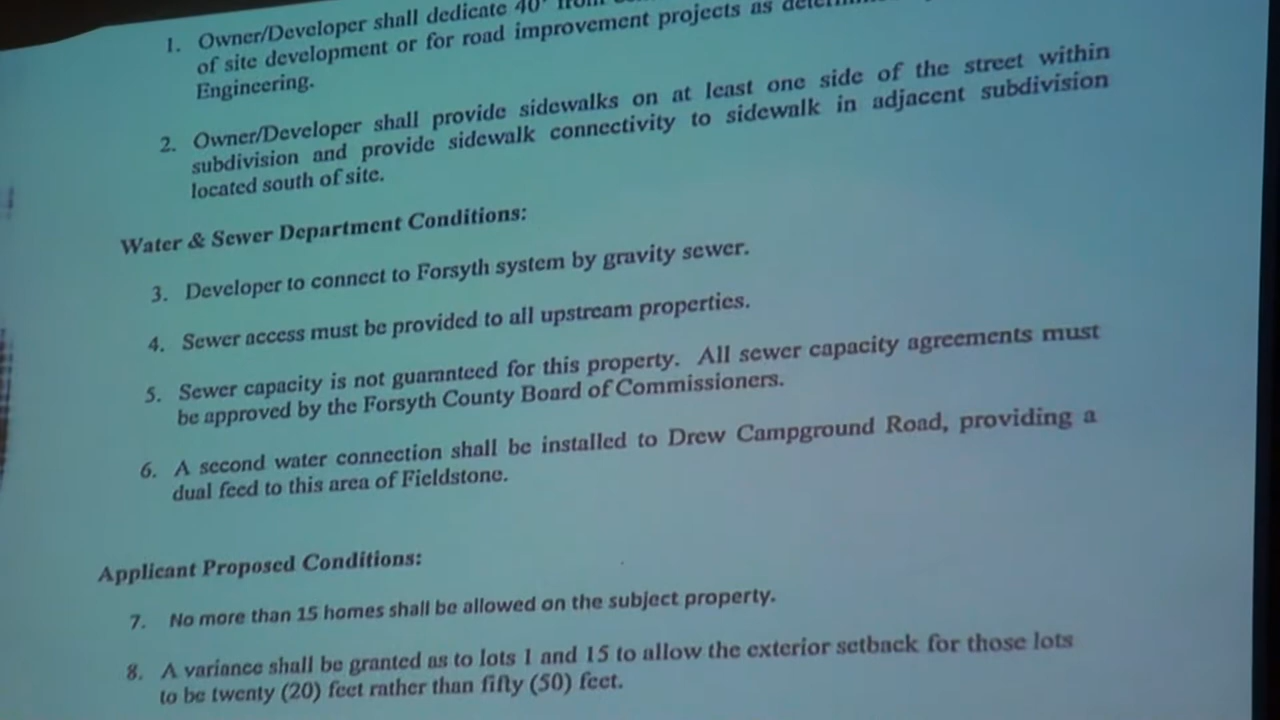 1. Owner/Developer shall dedicate 40'
of site development or for road improvement projects as
Engineering.
2. Owner/Developer shall provide sidewalks on at least one side of the street within
subdivision and provide sidewalk connectivity to sidewalk in adjacent subdivision
located south of site.
Water & Sewer Department Conditions:
3. Developer to connect to Forsyth system by gravity sewer.
4. Sewer access must be provided to all upstream properties.
5. Sewer capacity is not guaranteed for this property. All sewer capacity agreements must
be approved by the Forsyth County Board of Commissioners.
6. A second water connection shall be installed to Drew Campground Road, providing a
dual feed to this area of Fieldstone.
Applicant Proposed Conditions:
7. No more than 15 homes shall be allowed on the subject property.
8. A variance shall be granted as to lots 1 and 15 to allow the exterior setback for those lots
to be twenty (20) feet rather than fifty (50) feet.